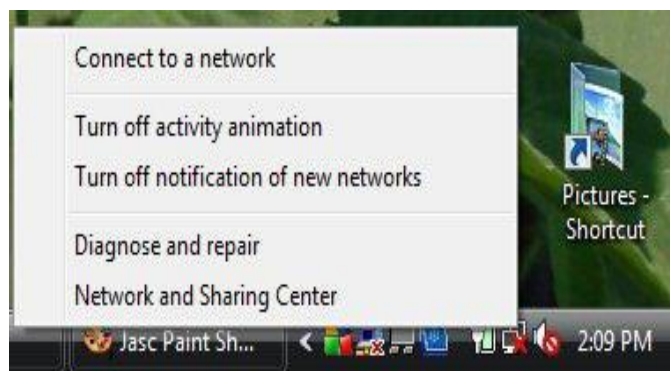 Connect to a network
Turn off activity animation
Turn off notification of new networks
Diagnose and repair
Network and Sharing Center
Pictures -
Shortcut
Jasc Paint Sh...
2:09 PM